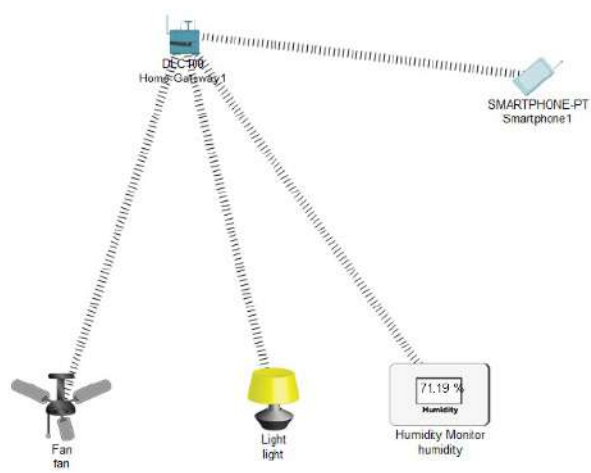 DLC100
Home Gateway1
SMARTPHONE-PT
Smartphone1
71.19 %
Humidity
Fan
fan
Light
light
Humidity Monitor
humidity